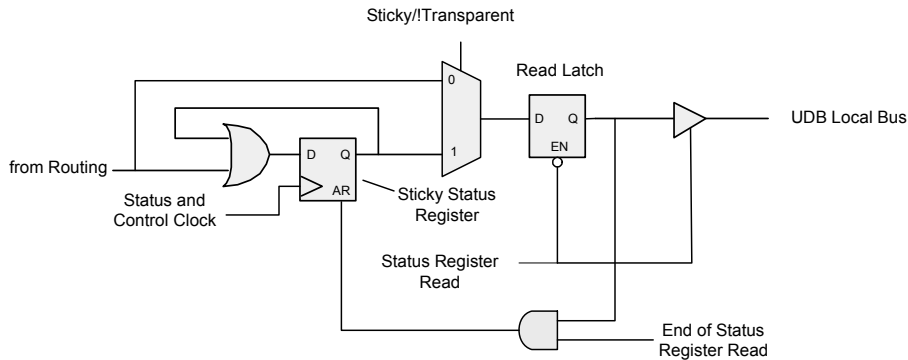 Sticky/!Transparent
0
Read Latch
D
Q
UDB Local Bus
EN
from Routing
D
Q
1
AR
Sticky Status
Register
Status and
Control Clock
Status Register
Read
End of Status
Register Read